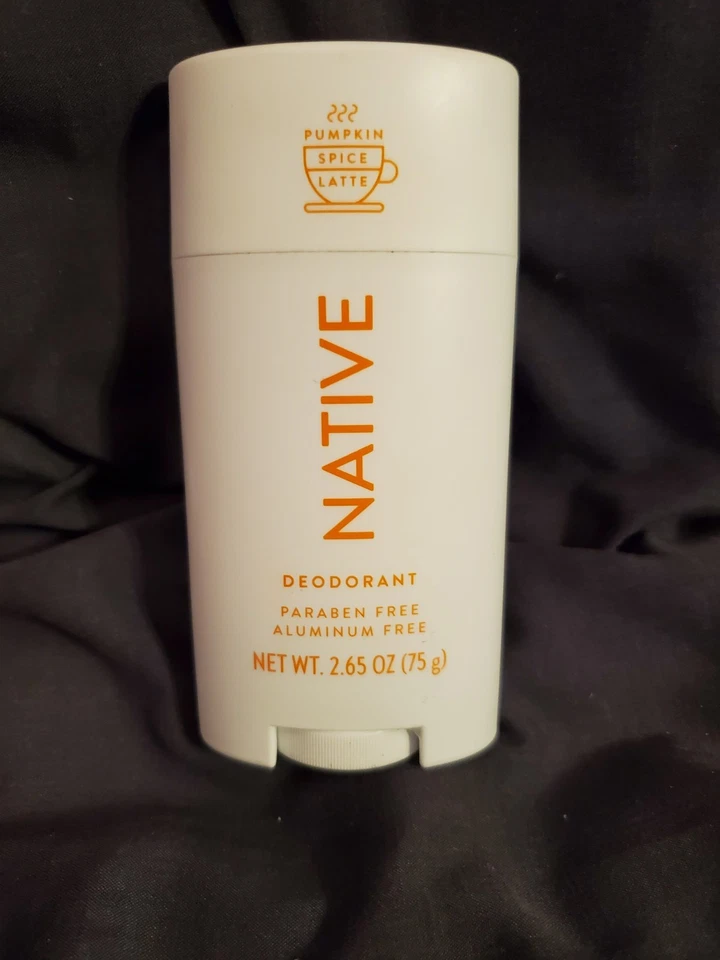 PUMPKIN
SPICE
LATTE
NATIVE
DEODORANT
PARABEN FREE
ALUMINUM FREE
NET WT. 2.65 OZ (75 g)